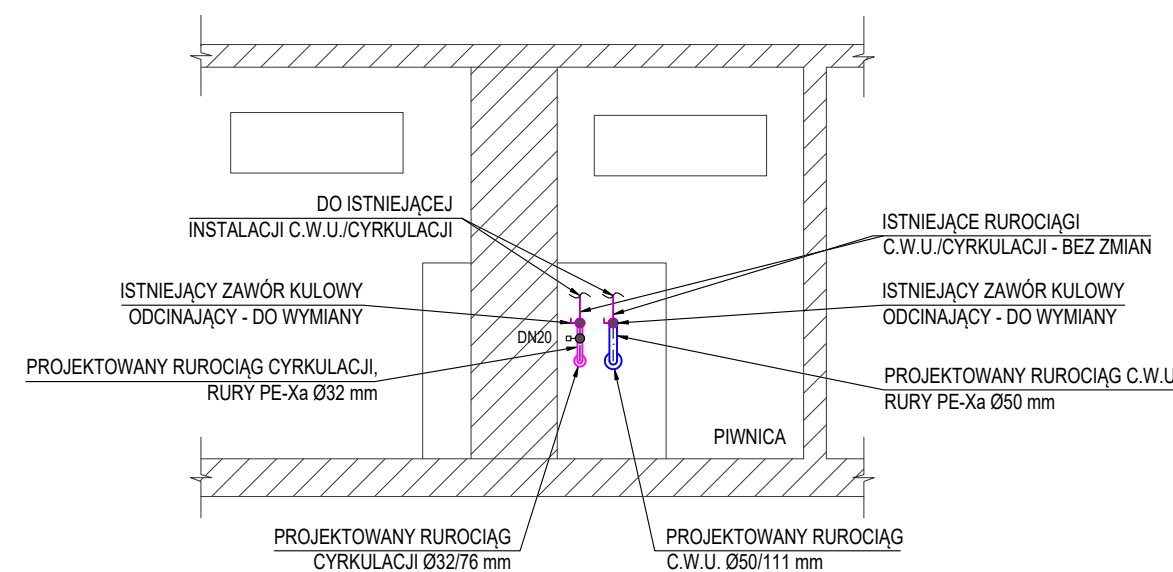 DO ISTNIEJĄCEJ
INSTALACJI C.W.U./CYRKULACJI
ISTNIEJĄCE RUROCIĄGI
C.W.U./CYRKULACJI - BEZ ZMIAN
ISTNIEJĄCY ZAWÓR KULOWY
ODCINAJĄCY - DO WYMIANY
ISTNIEJĄCY ZAWÓR KULOWY
ODCINAJĄCY - DO WYMIANY
DN20
PROJEKTOWANY RUROCIĄG CYRKULACJI,
RURY PE-Xa Ø32 mm
PROJEKTOWANY RUROCIĄG C.W.U
RURY PE-Xa Ø50 mm
PIWNICA
PROJEKTOWANY RUROCIĄG
CYRKULACJI Ø32/76 mm
PROJEKTOWANY RUROCIĄG
C.W.U. Ø50/111 mm